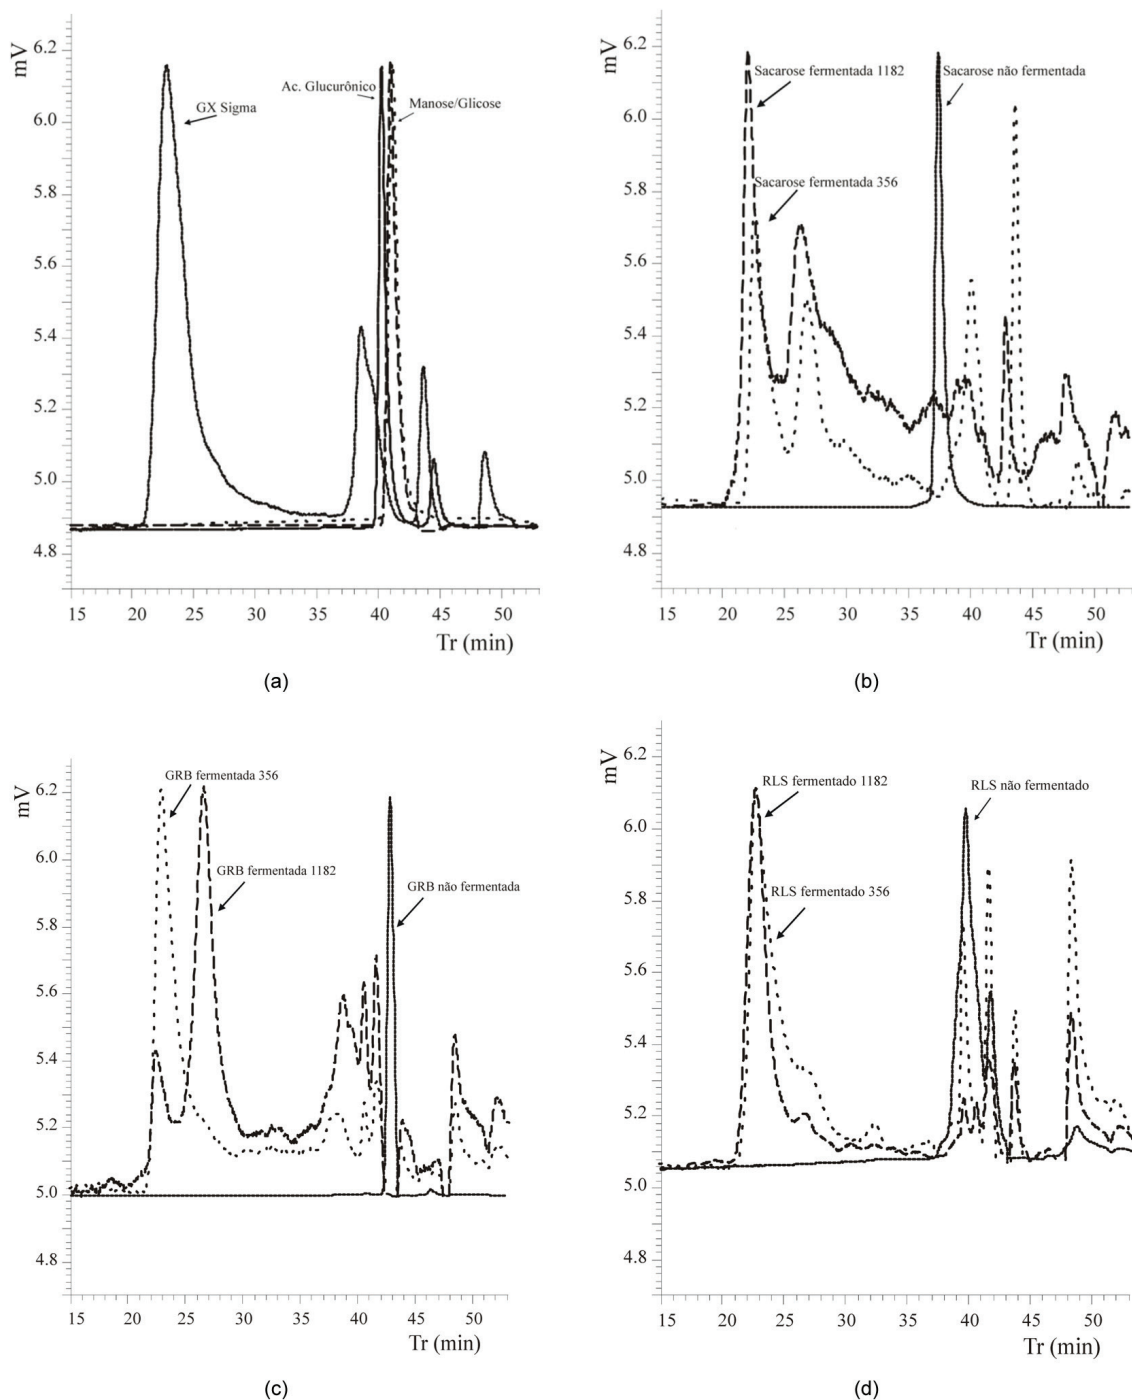 mV
6.2
6.0
5.8
5.6
5.4
5.2
5.0
4.8
GX Sigma
Ac. Glucurônico
Manose/Glicose
15 20 25 30 35 40 45 50
Tr (min)
(a)
mV
6.2
6.0
5.8
5.6
5.4
5.2
5.0
4.8
Sacarose fermentada 1182
Sacarose não fermentada
Sacarose fermentada 356
15 20 25 30 35 40 45 50
Tr (min)
(b)
mV
6.2
6.0
5.8
5.6
5.4
5.2
5.0
4.8
GRB fermentada 356
GRB fermentada 1182
GRB não fermentada
15 20 25 30 35 40 45 50
Tr (min)
(c)
mV
6.2
6.0
5.8
5.6
5.4
5.2
5.0
4.8
RLS fermentado 1182
RLS não fermentado
RLS fermentado 356
15 20 25 30 35 40 45 50
Tr (min)
(d)